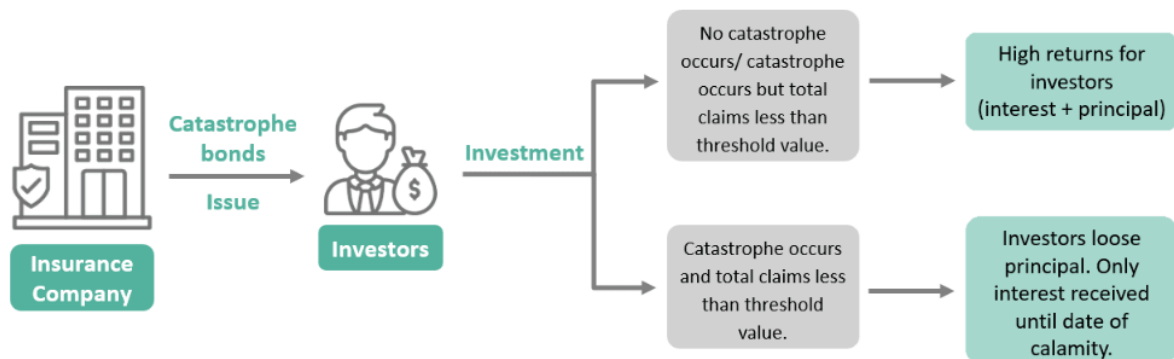 Insurance
Company
Catastrophe
bonds
Issue
$
Investors
Investment
No catastrophe
occurs/ catastrophe
occurs but total
claims less than
threshold value.
High returns for
investors
(interest + principal)
Catastrophe occurs
and total claims less
than threshold
value.
Investors loose
principal. Only
interest received
until date of
calamity.